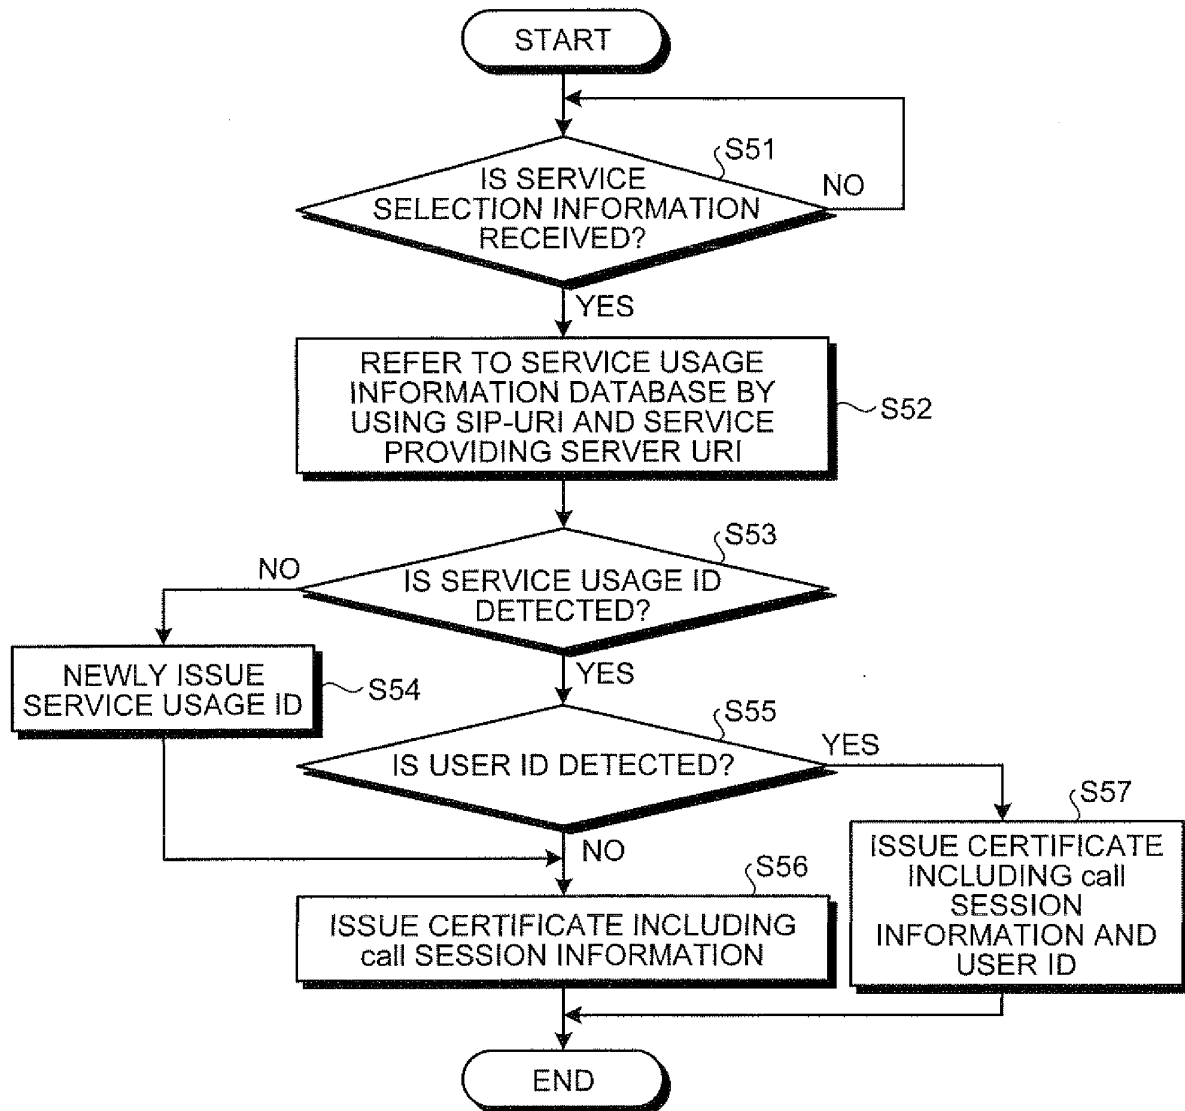 START
S51
IS SERVICE
SELECTION INFORMATION
RECEIVED?
NO
YES
REFER TO SERVICE USAGE
INFORMATION DATABASE BY
USING SIP-URI AND SERVICE
PROVIDING SERVER URI
S52
S53
NO
IS SERVICE USAGE ID
DETECTED?
YES
NEWLY ISSUE
SERVICE USAGE ID
S54
S55
IS USER ID DETECTED?
YES
NO
S57
ISSUE CERTIFICATE
INCLUDING call
SESSION
INFORMATION AND
USER ID
S56
ISSUE CERTIFICATE INCLUDING
call SESSION INFORMATION
END